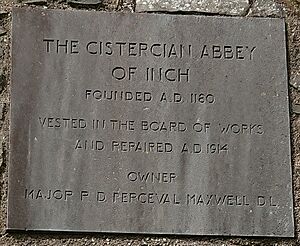 THE CISTERCIAN ABBEY
OF INCH
FOUNDED A.D. 1180
VESTED IN THE BOARD OF WORKS
AND REPAIRED A.D. 1914
OWNER
MAJOR R. D. PERCEVAL MAXWELL D.L.